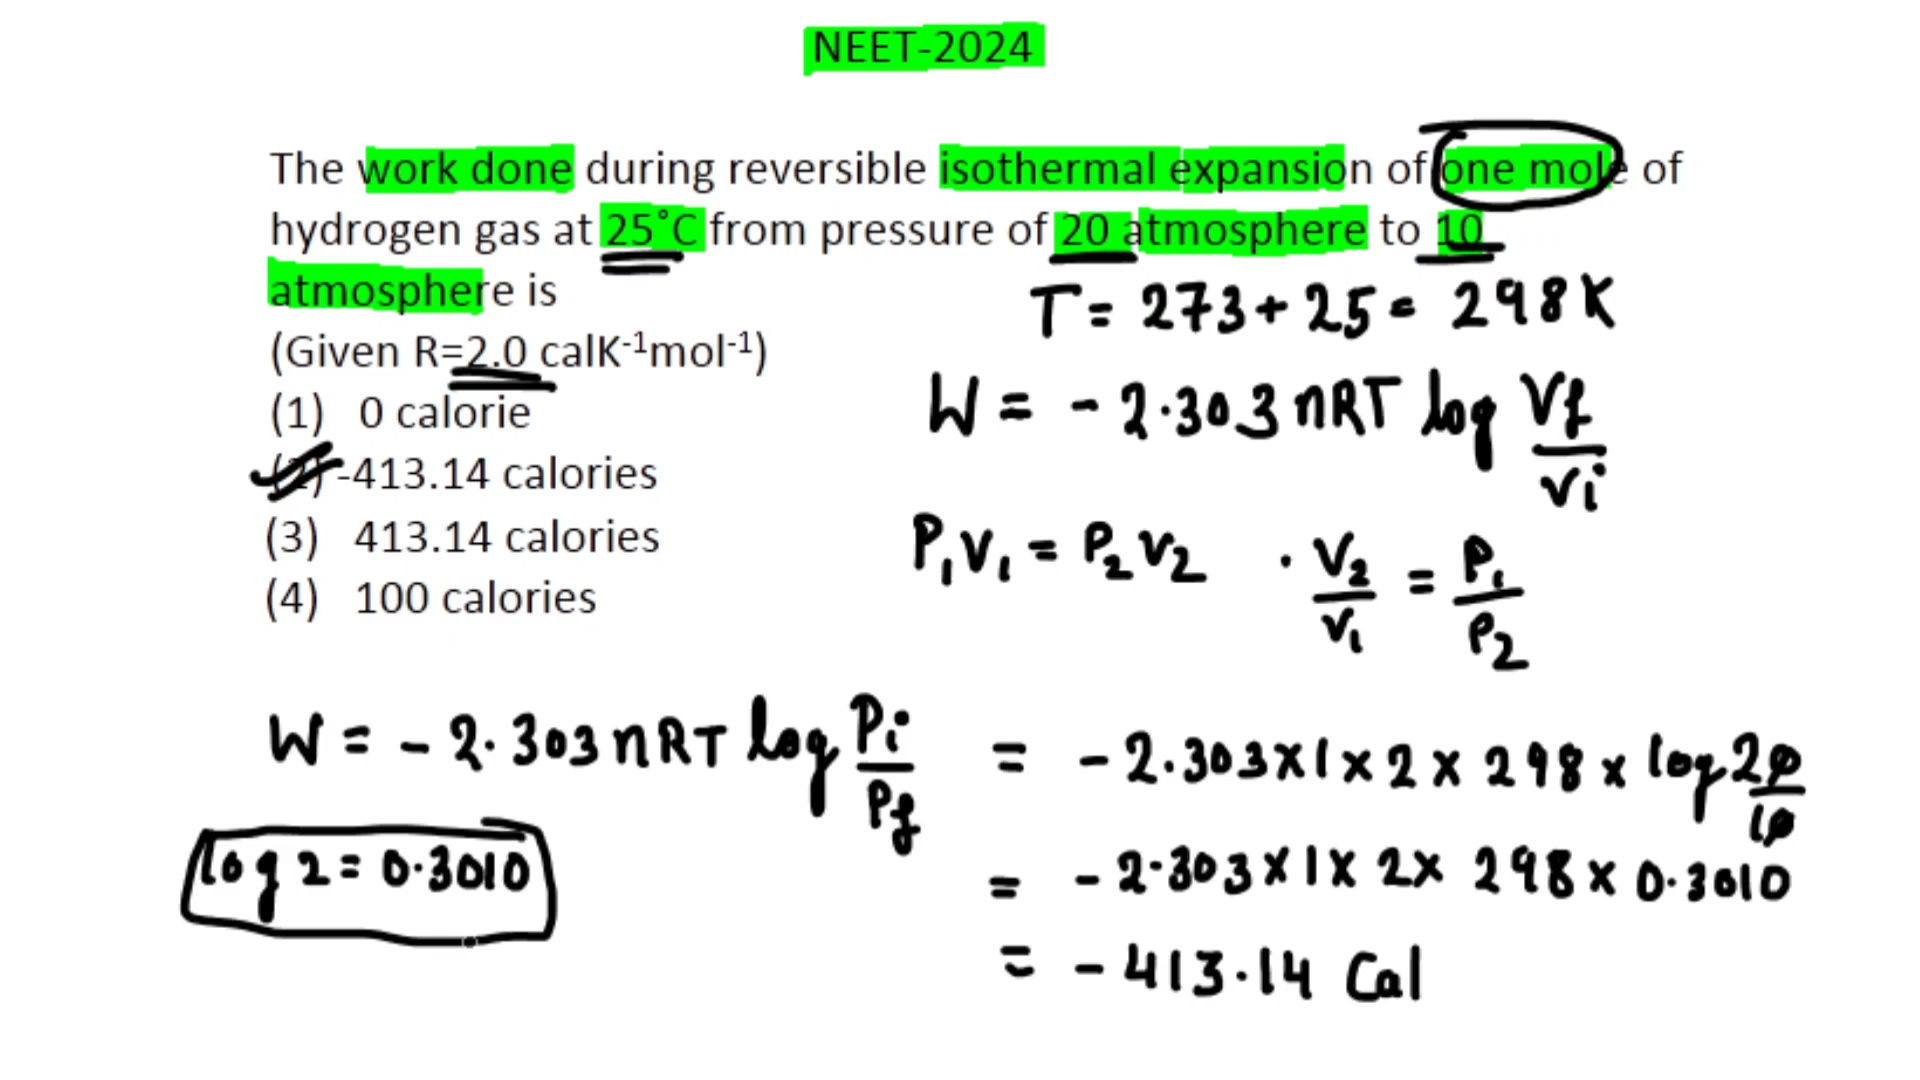 NEET-2024
The work done during reversible isothermal expansion of one mole of
hydrogen gas at 25°C from pressure of 20 atmosphere to 10
atmosphere is
(Given R=2.0 calK⁻¹mol⁻¹)
(1) 0 calorie
(2) -413.14 calories
(3) 413.14 calories
(4) 100 calories
T = 273 + 25 = 298 K
W = - 2.303 nRT log Vf/Vi
P₁V₁ = P₂V₂ . V₂/V₁ = P₁/P₂
W = - 2.303 nRT log Pi/Pf = - 2.303 x 1 x 2 x 298 x log 20/10
log 2 = 0.3010
= - 2.303 x 1 x 2 x 298 x 0.3010
= - 413.14 Cal